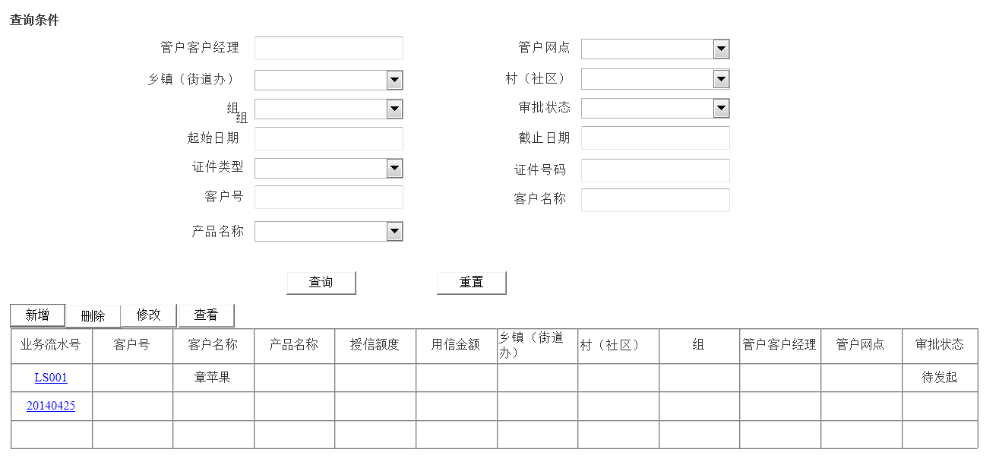 查询条件
管户客户经理
管户网点
乡镇（街道办）
村（社区）
组
组
审批状态
起始日期
截止日期
证件类型
证件号码
客户号
客户名称
产品名称
查询
重置
新增
删除
修改
查看
业务流水号
客户号
客户名称
产品名称
授信额度
用信金额
乡镇（街道
办）
村（社区）
组
管户客户经理
管户网点
审批状态
LS001
章苹果
待发起
20140425